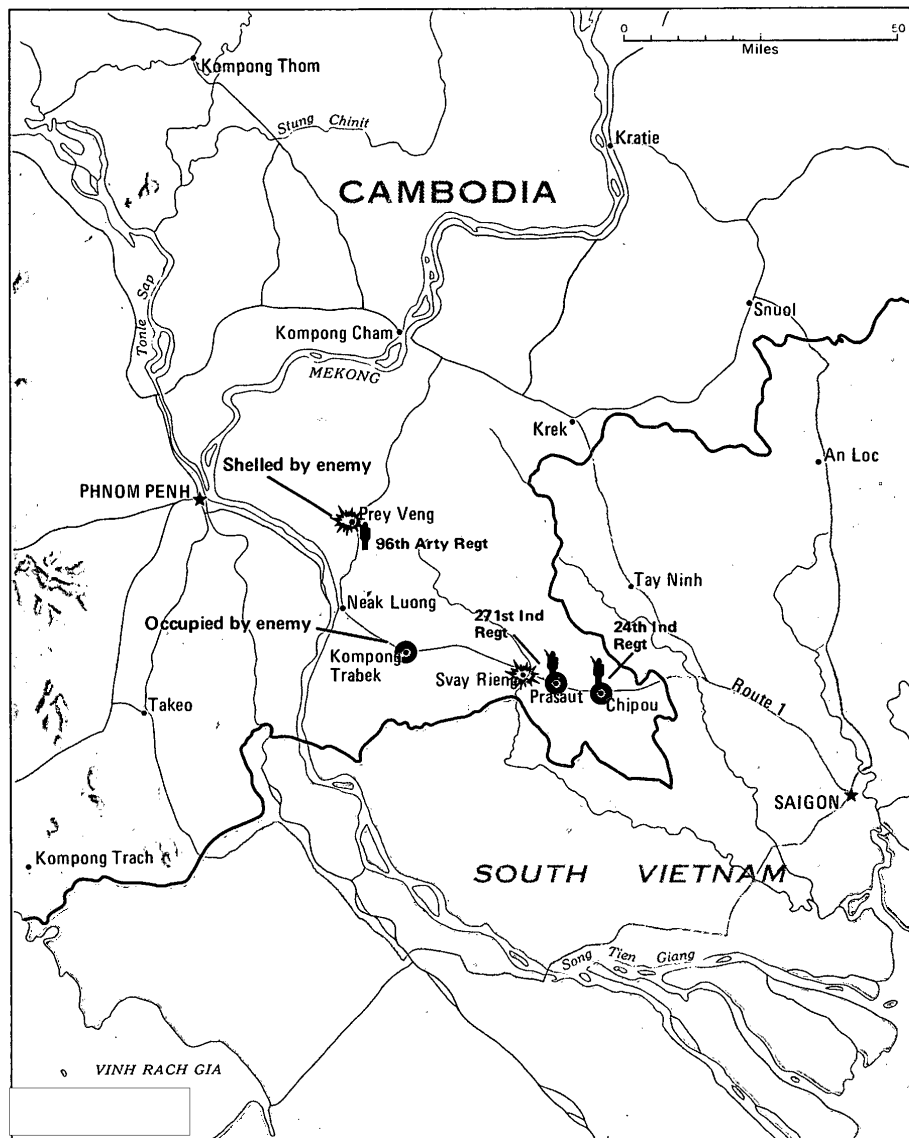 0 50
Miles
Kompong Thom
Stung Chinit
Kratie
CAMBODIA
Tonle Sap
Snuol
Kompong Cham
MEKONG
Krek
An Loc
Shelled by enemy
PHNOM PENH
Prey Veng
96th Arty Regt
Tay Ninh
Neak Luong
271st Ind
Regt
24th Ind
Regt
Occupied by enemy
Kompong
Trabek
Svay Rieng
Prasaut
Chipou
Route 1
Takeo
SAIGON
Kompong Trach
SOUTH VIETNAM
Song Tien Giang
VINH RACH GIA